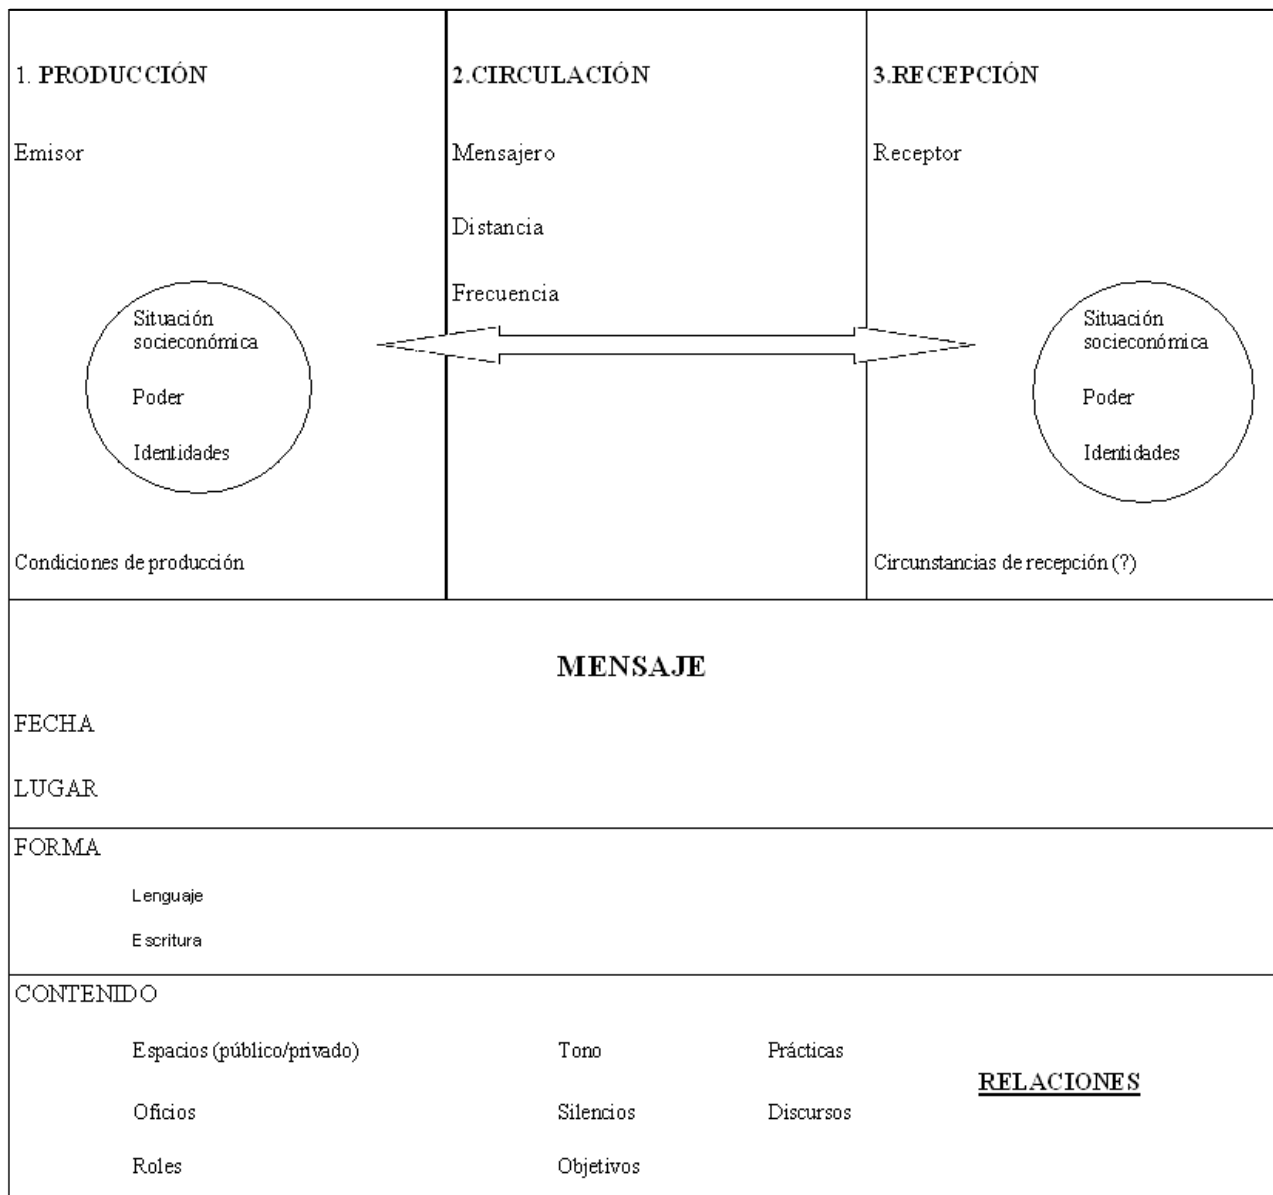 1. PRODUCCIÓN
Emisor
Situación
socieconómica
Poder
Identidades
Condiciones de producción
2.CIRCULACIÓN
Mensajero
Distancia
Frecuencia
3.RECEPCIÓN
Receptor
Situación
socieconómica
Poder
Identidades
Circunstancias de recepción (?)
MENSAJE
FECHA
LUGAR
FORMA
Lenguaje
Escritura
CONTENIDO
Espacios (público/privado) Tono Prácticas
RELACIONES
Oficios Silencios Discursos
Roles Objetivos